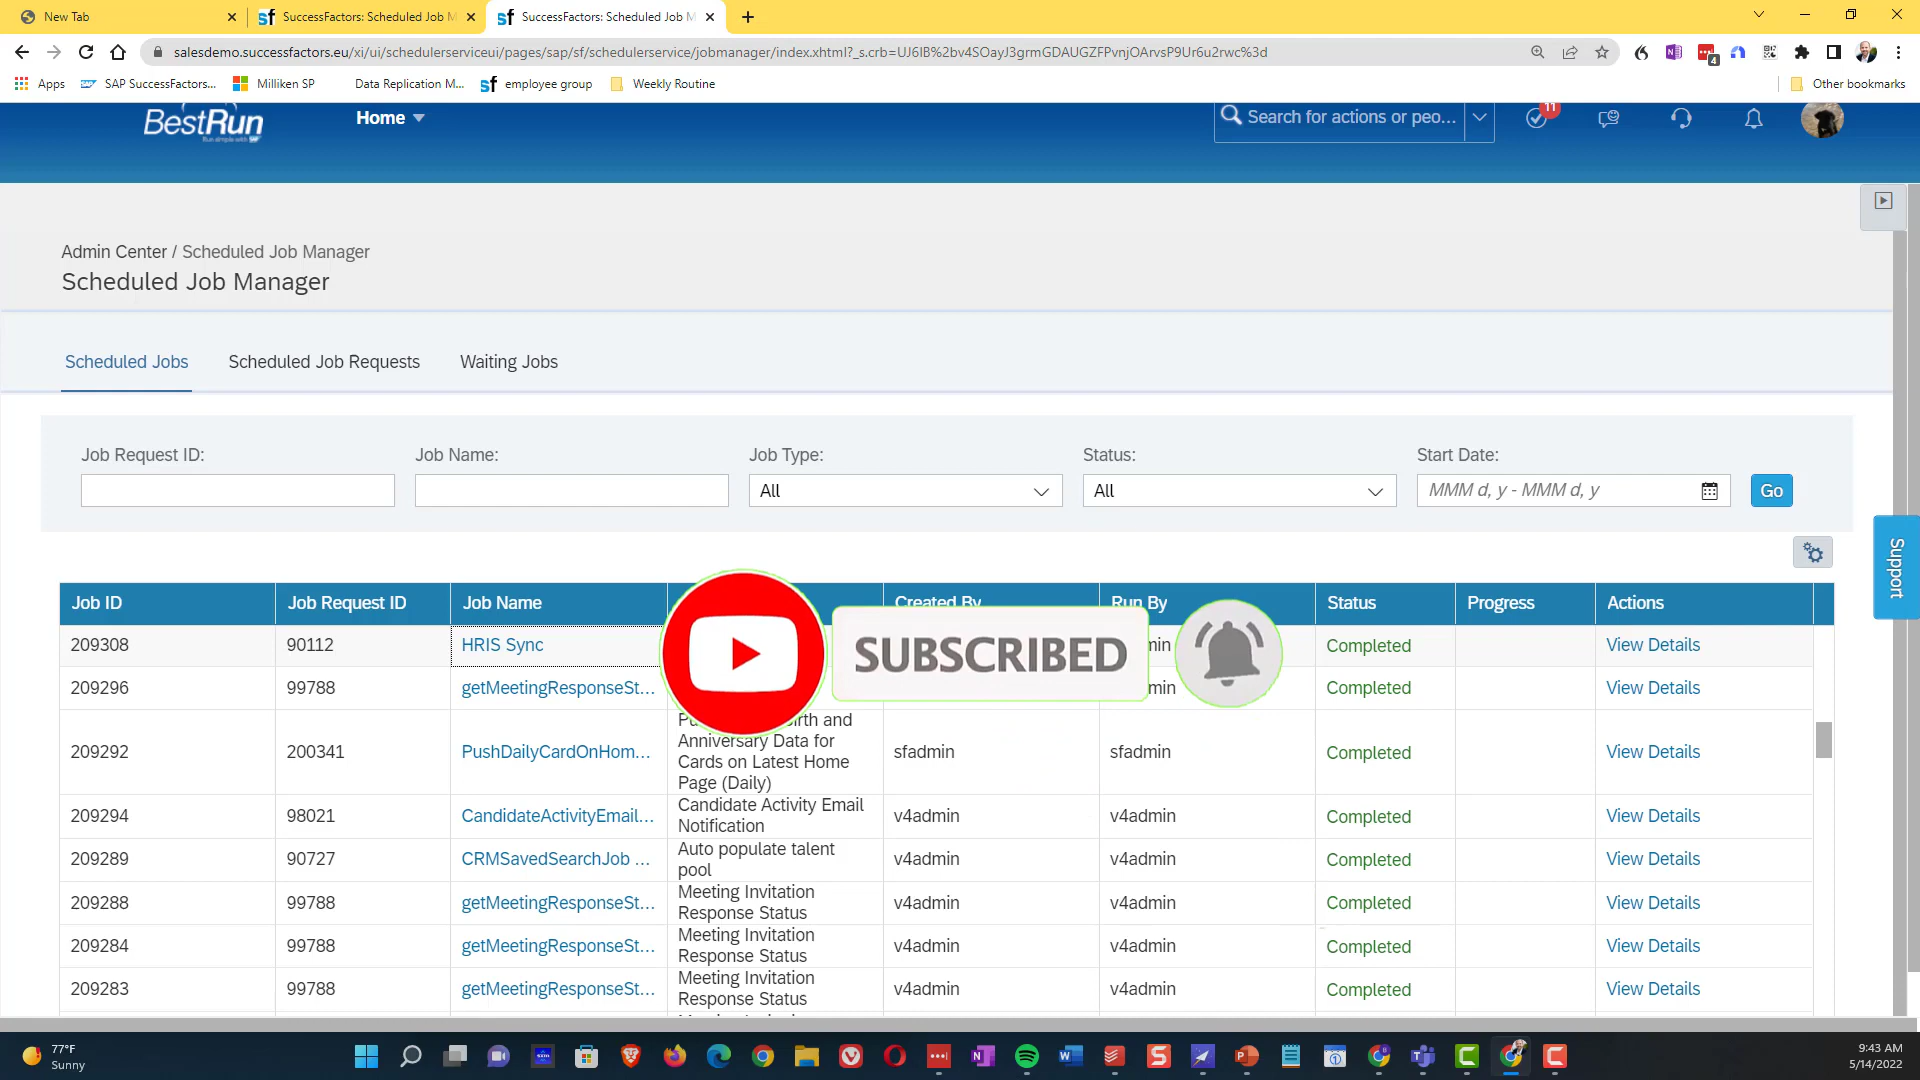 New Tab
SuccessFactors: Scheduled Job M
SuccessFactors: Scheduled Job M
salesdemo.successfactors.eu/xi/ui/schedulerserviceui/pages/sap/sf/schedulerservice/jobmanager/index.xhtml?_s.crb=UJ6IB%2bv4SOayJ3grmGDAUGZFPvnjOArvsP9Ur6u2rwc%3d
4
Apps
SAP SuccessFactors...
Milliken SP
Data Replication M...
employee group
Weekly Routine
Other bookmarks
BestRun
Home
Search for actions or peo...
11
Admin Center / Scheduled Job Manager
Scheduled Job Manager
Scheduled Jobs
Scheduled Job Requests
Waiting Jobs
Job Request ID:
Job Name:
Job Type:
Status:
Start Date:
All
All
MMM d, y - MMM d, y
Go
Support
Job ID
Job Request ID
Job Name
Created By
Run By
Status
Progress
Actions
209308
90112
HRIS Sync
Completed
View Details
209296
99788
getMeetingResponseSt...
Completed
View Details
SUBSCRIBED
209292
200341
PushDailyCardOnHom...
Anniversary Data for
Cards on Latest Home
Page (Daily)
sfadmin
sfadmin
Completed
View Details
209294
98021
CandidateActivityEmail...
Candidate Activity Email
Notification
v4admin
v4admin
Completed
View Details
209289
90727
CRMSavedSearchJob ...
Auto populate talent
pool
v4admin
v4admin
Completed
View Details
209288
99788
getMeetingResponseSt...
Meeting Invitation
Response Status
v4admin
v4admin
Completed
View Details
209284
99788
getMeetingResponseSt...
Meeting Invitation
Response Status
v4admin
v4admin
Completed
View Details
209283
99788
getMeetingResponseSt...
Meeting Invitation
Response Status
v4admin
v4admin
Completed
View Details
77°F
Sunny
9:43 AM
5/14/2022